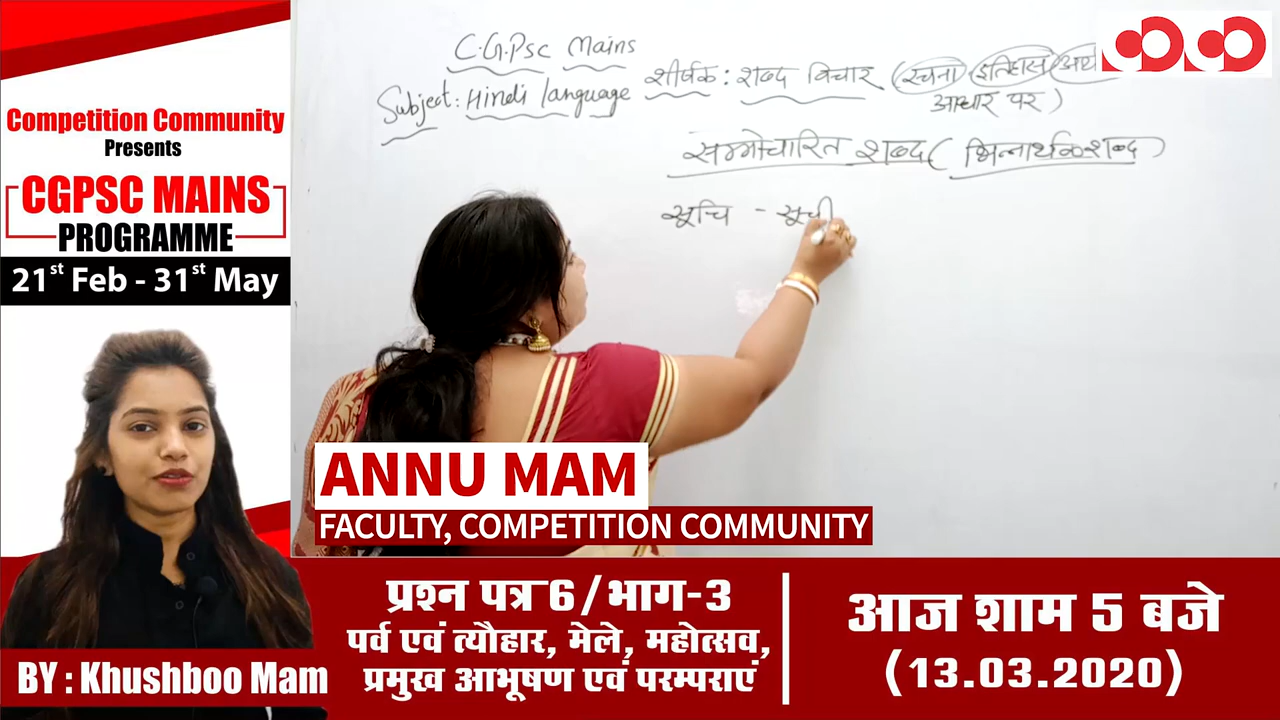 Competition Community
Presents
CGPSC MAINS
PROGRAMME
21st Feb - 31st May
BY : Khushboo Mam
C.G.Psc Mains
Subject: Hindi language
शीर्षक : शब्द विचार (रचना इतिहास अर्थ
आधार पर)
सम्मोचारित शब्द (भिन्नार्थक शब्द)
सूचि - सूची
ANNU MAM
FACULTY, COMPETITION COMMUNITY
प्रश्न पत्र 6/भाग-3
पर्व एवं त्यौहार, मेले, महोत्सव,
प्रमुख आभूषण एवं परम्पराएं
आज शाम 5 बजे
(13.03.2020)